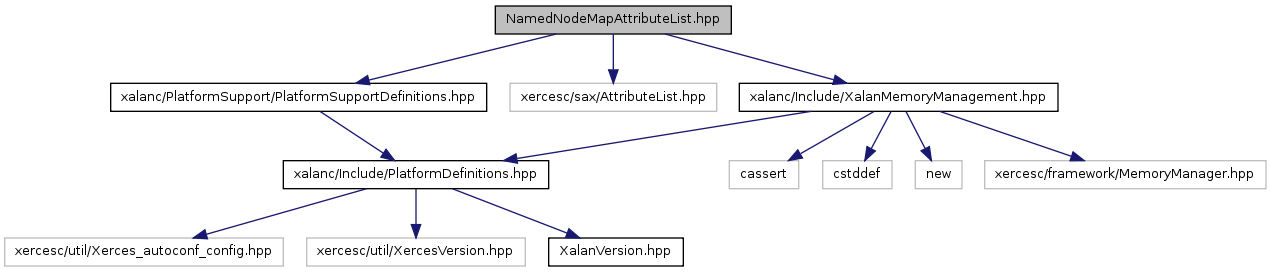 NamedNodeMapAttributeList.hpp
xalanc/PlatformSupport/PlatformSupportDefinitions.hpp
xercesc/sax/AttributeList.hpp
xalanc/Include/XalanMemoryManagement.hpp
xalanc/Include/PlatformDefinitions.hpp
cassert
cstddef
new
xercesc/framework/MemoryManager.hpp
xercesc/util/Xerces_autoconf_config.hpp
xercesc/util/XercesVersion.hpp
XalanVersion.hpp